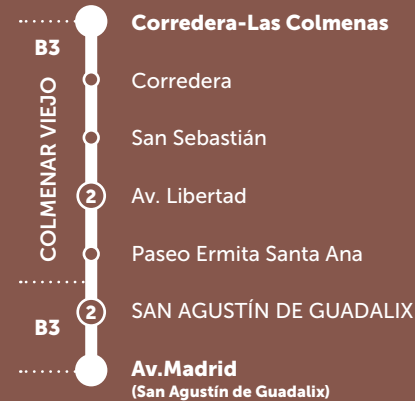 Corredera-Las Colmenas
B3
Corredera
COLMENAR VIEJO
San Sebastián
2 Av. Libertad
Paseo Ermita Santa Ana
2 SAN AGUSTÍN DE GUADALIX
B3
Av.Madrid
(San Agustín de Guadalix)